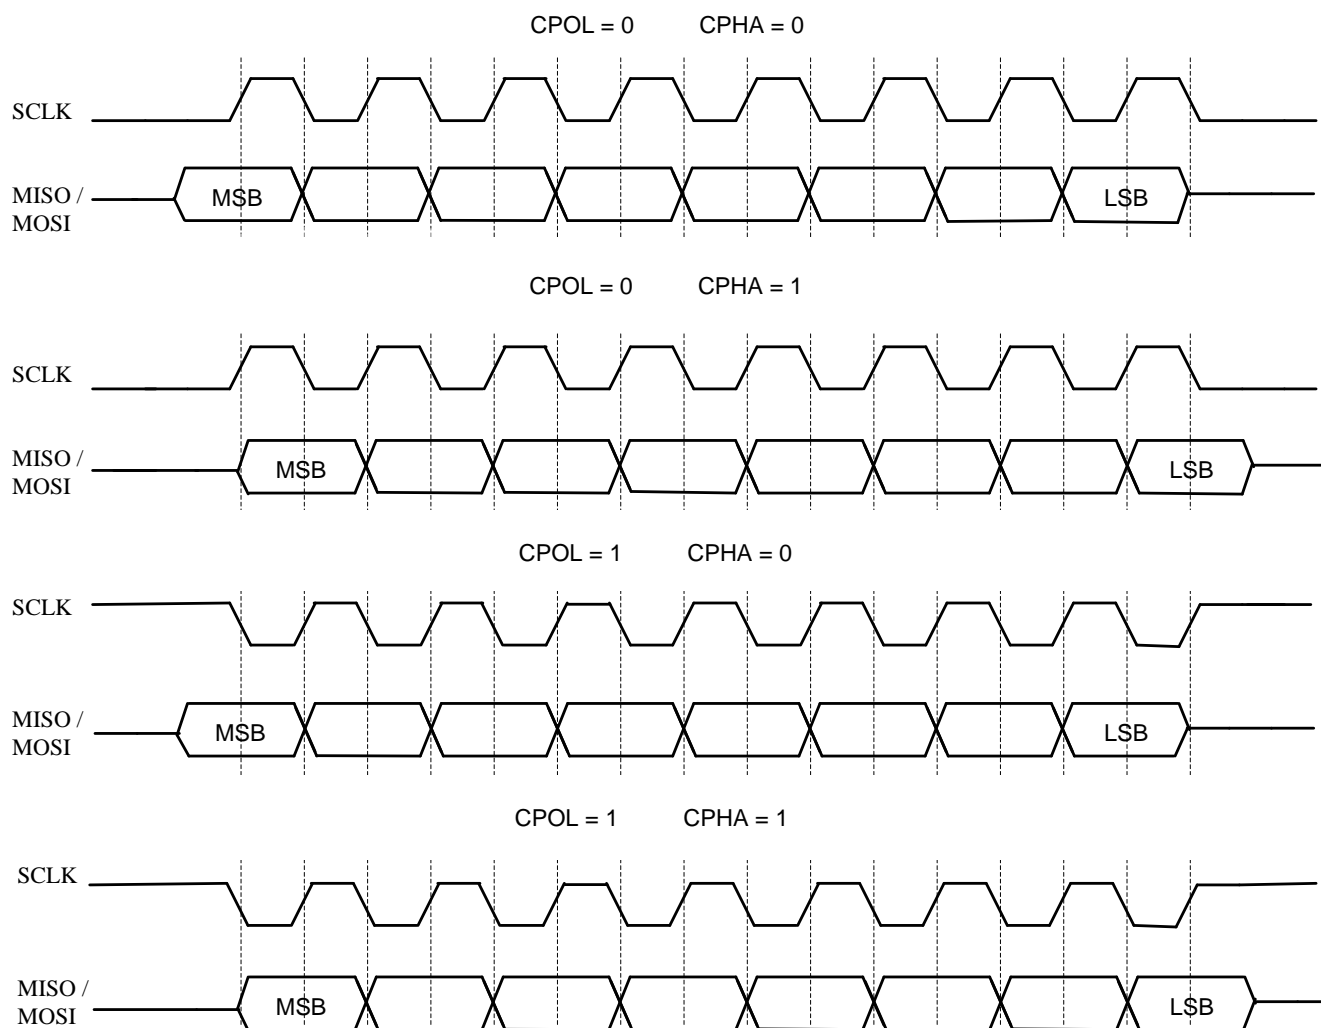 CPOL = 0 CPHA = 0
SCLK
MISO /
MOSI
MSB LSB
CPOL = 0 CPHA = 1
SCLK
MISO /
MOSI
MSB LSB
CPOL = 1 CPHA = 0
SCLK
MISO /
MOSI
MSB LSB
CPOL = 1 CPHA = 1
SCLK
MISO /
MOSI
MSB LSB